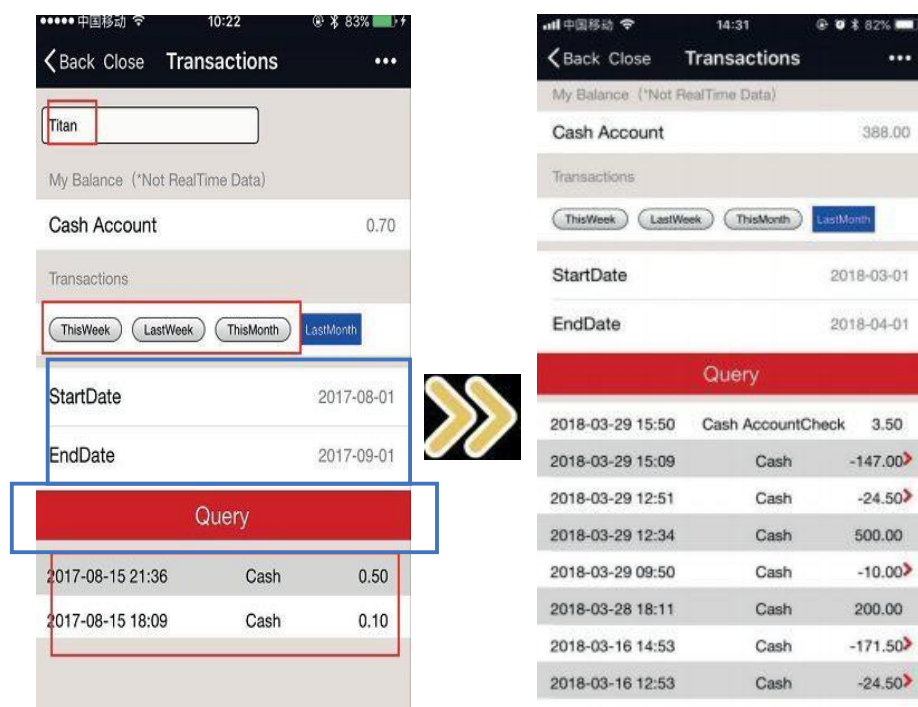 中国移动 10:22 83%
Back Close Transactions
Titan
My Balance (*Not RealTime Data)
Cash Account 0.70
Transactions
ThisWeek LastWeek ThisMonth LastMonth
StartDate 2017-08-01
EndDate 2017-09-01
Query
2017-08-15 21:36 Cash 0.50
2017-08-15 18:09 Cash 0.10
中国移动 14:31 82%
Back Close Transactions
My Balance (*Not RealTime Data)
Cash Account 388.00
Transactions
ThisWeek LastWeek ThisMonth LastMonth
StartDate 2018-03-01
EndDate 2018-04-01
Query
2018-03-29 15:50 Cash AccountCheck 3.50
2018-03-29 15:09 Cash -147.00
2018-03-29 12:51 Cash -24.50
2018-03-29 12:34 Cash 500.00
2018-03-29 09:50 Cash -10.00
2018-03-28 18:11 Cash 200.00
2018-03-16 14:53 Cash -171.50
2018-03-16 12:53 Cash -24.50